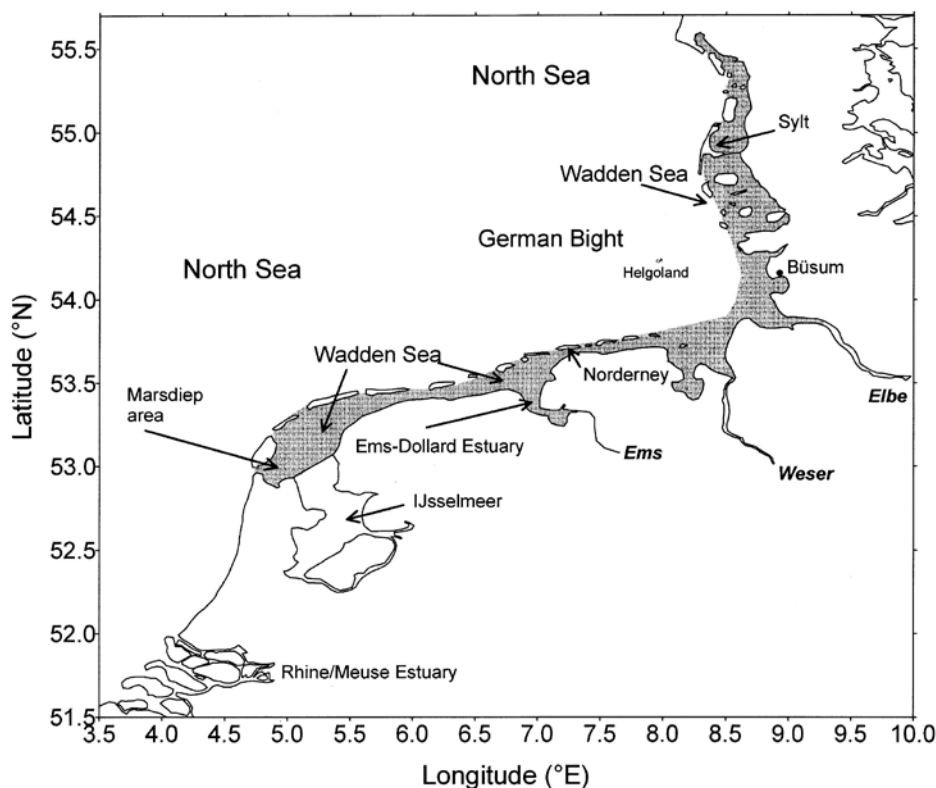 55.5
55.0
54.5
54.0
53.5
53.0
52.5
52.0
51.5
Latitude (°N)
North Sea
Sylt
Wadden Sea
German Bight
North Sea
Helgoland
Büsum
Wadden Sea
Norderney
Marsdiep
area
Elbe
Ems-Dollard Estuary
Ems
Weser
IJsselmeer
Rhine/Meuse Estuary
3.5 4.0 4.5 5.0 5.5 6.0 6.5 7.0 7.5 8.0 8.5 9.0 9.5 10.0
Longitude (°E)